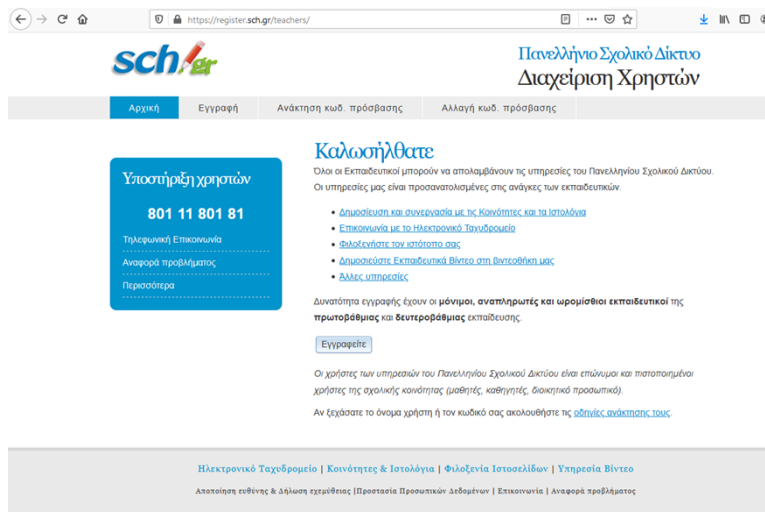 https://register.sch.gr/teachers/
sch.gr
Πανελλήνιο Σχολικό Δίκτυο
Διαχείριση Χρηστών
Αρχική Εγγραφή Ανάκτηση κωδ. πρόσβασης Αλλαγή κωδ. πρόσβασης
Υποστήριξη χρηστών
801 11 801 81
Τηλεφωνική Επικοινωνία
Αναφορά προβλήματος
Περισσότερα
Καλωσήλθατε
Όλοι οι Εκπαιδευτικοί μπορούν να απολαμβάνουν τις υπηρεσίες του Πανελληνίου Σχολικού Δικτύου.
Οι υπηρεσίες μας είναι προσανατολισμένες στις ανάγκες των εκπαιδευτικών.
Δημοσίευση και συνεργασία με τις Κοινότητες και τα Ιστολόγια
Επικοινωνία με το Ηλεκτρονικό Ταχυδρομείο
Φιλοξενήστε τον ιστότοπο σας
Δημοσιεύστε Εκπαιδευτικά Βίντεο στη βιντεοθήκη μας
Άλλες υπηρεσίες
Δυνατότητα εγγραφής έχουν οι μόνιμοι, αναπληρωτές και ωρομίσθιοι εκπαιδευτικοί της
πρωτοβάθμιας και δευτεροβάθμιας εκπαίδευσης.
Εγγραφείτε
Οι χρήστες των υπηρεσιών του Πανελληνίου Σχολικού Δικτύου είναι επώνυμοι και πιστοποιημένοι
χρήστες της σχολικής κοινότητας (μαθητές, καθηγητές, διοικητικό προσωπικό).
Αν ξεχάσατε το όνομα χρήστη ή τον κωδικό σας ακολουθήστε τις οδηγίες ανάκτησης τους.
Ηλεκτρονικό Ταχυδρομείο | Κοινότητες & Ιστολόγια | Φιλοξενία Ιστοσελίδων | Υπηρεσία Βίντεο
Αποποίηση ευθύνης & Δήλωση εχεμύθειας |Προστασία Προσωπικών Δεδομένων | Επικοινωνία | Αναφορά προβλήματος